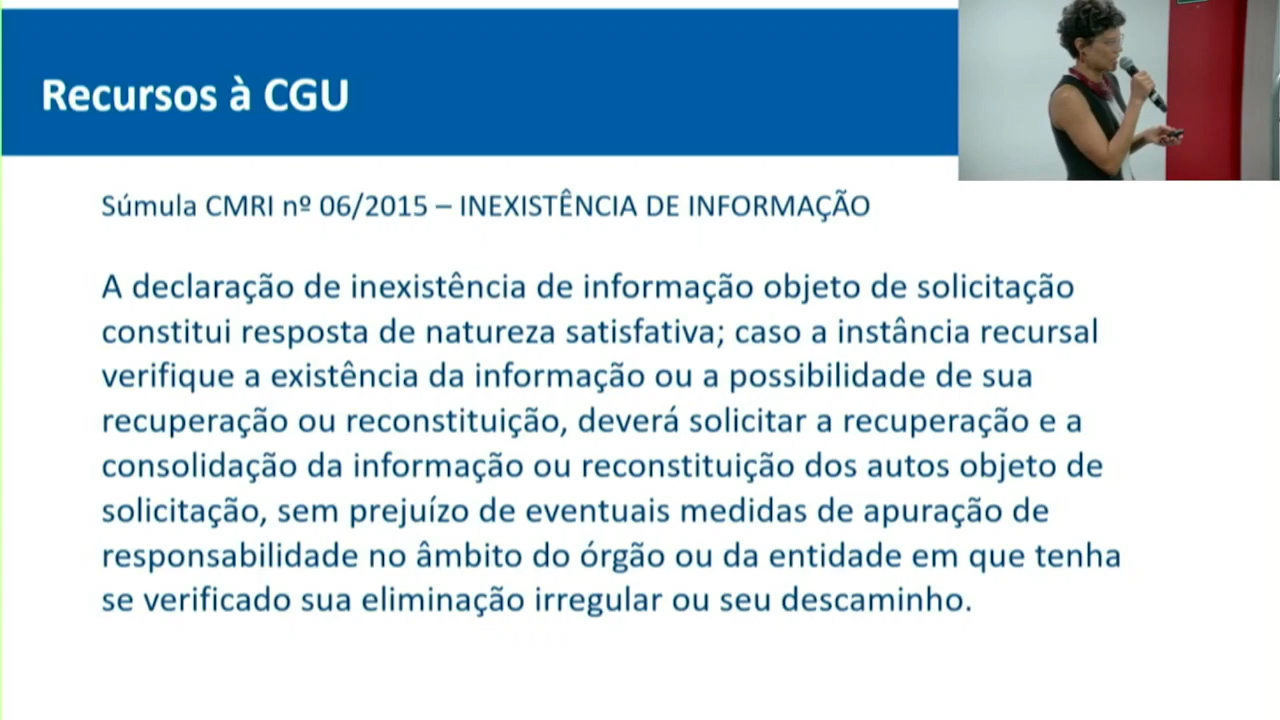 Recursos à CGU
Súmula CMRI nº 06/2015 – INEXISTÊNCIA DE INFORMAÇÃO
A declaração de inexistência de informação objeto de solicitação
constitui resposta de natureza satisfativa; caso a instância recursal
verifique a existência da informação ou a possibilidade de sua
recuperação ou reconstituição, deverá solicitar a recuperação e a
consolidação da informação ou reconstituição dos autos objeto de
solicitação, sem prejuízo de eventuais medidas de apuração de
responsabilidade no âmbito do órgão ou da entidade em que tenha
se verificado sua eliminação irregular ou seu descaminho.